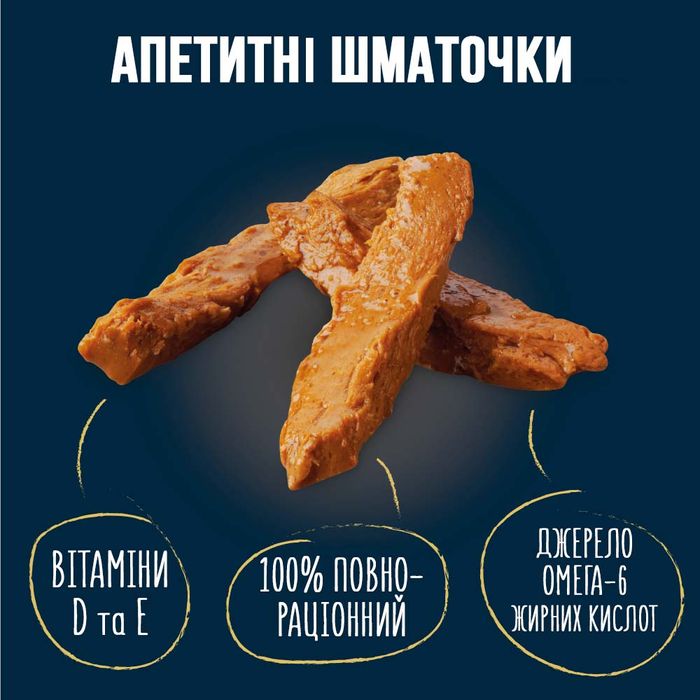 АПЕТИТНІ ШМАТОЧКИ
ВІТАМІНИ
D та E
100% ПОВНО-
РАЦІОННИЙ
ДЖЕРЕЛО
ОМЕГА-6
ЖИРНИХ КИСЛОТ